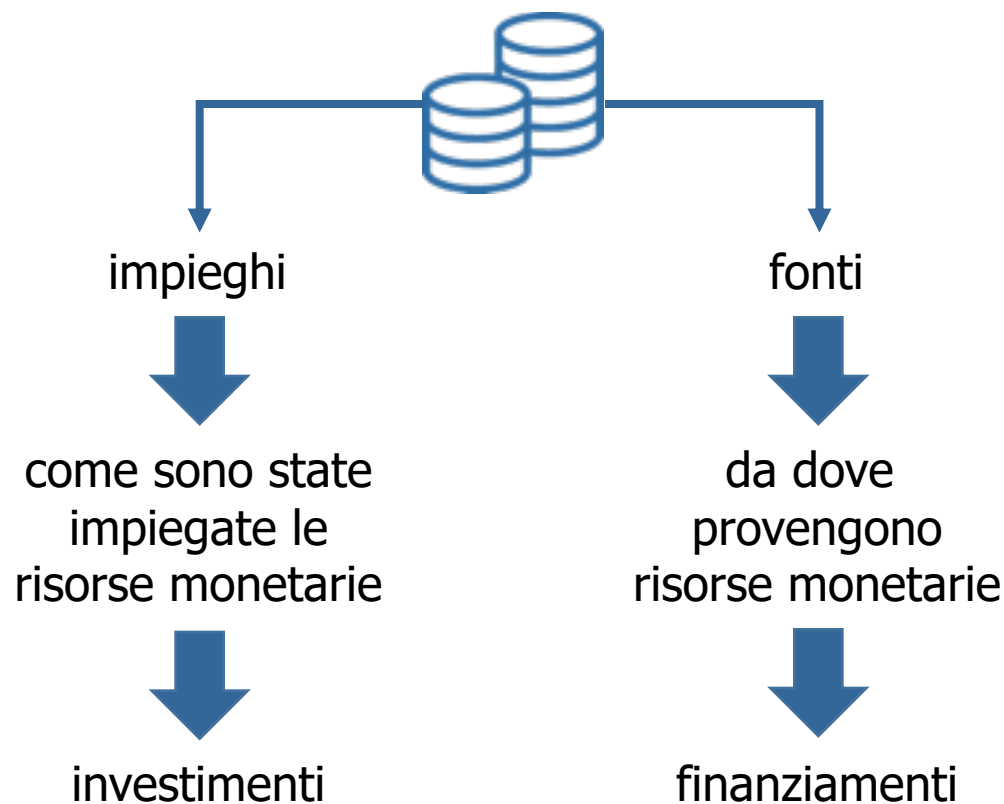 impieghi
fonti
come sono state
impiegate le
risorse monetarie
da dove
provengono
risorse monetarie
investimenti
finanziamenti